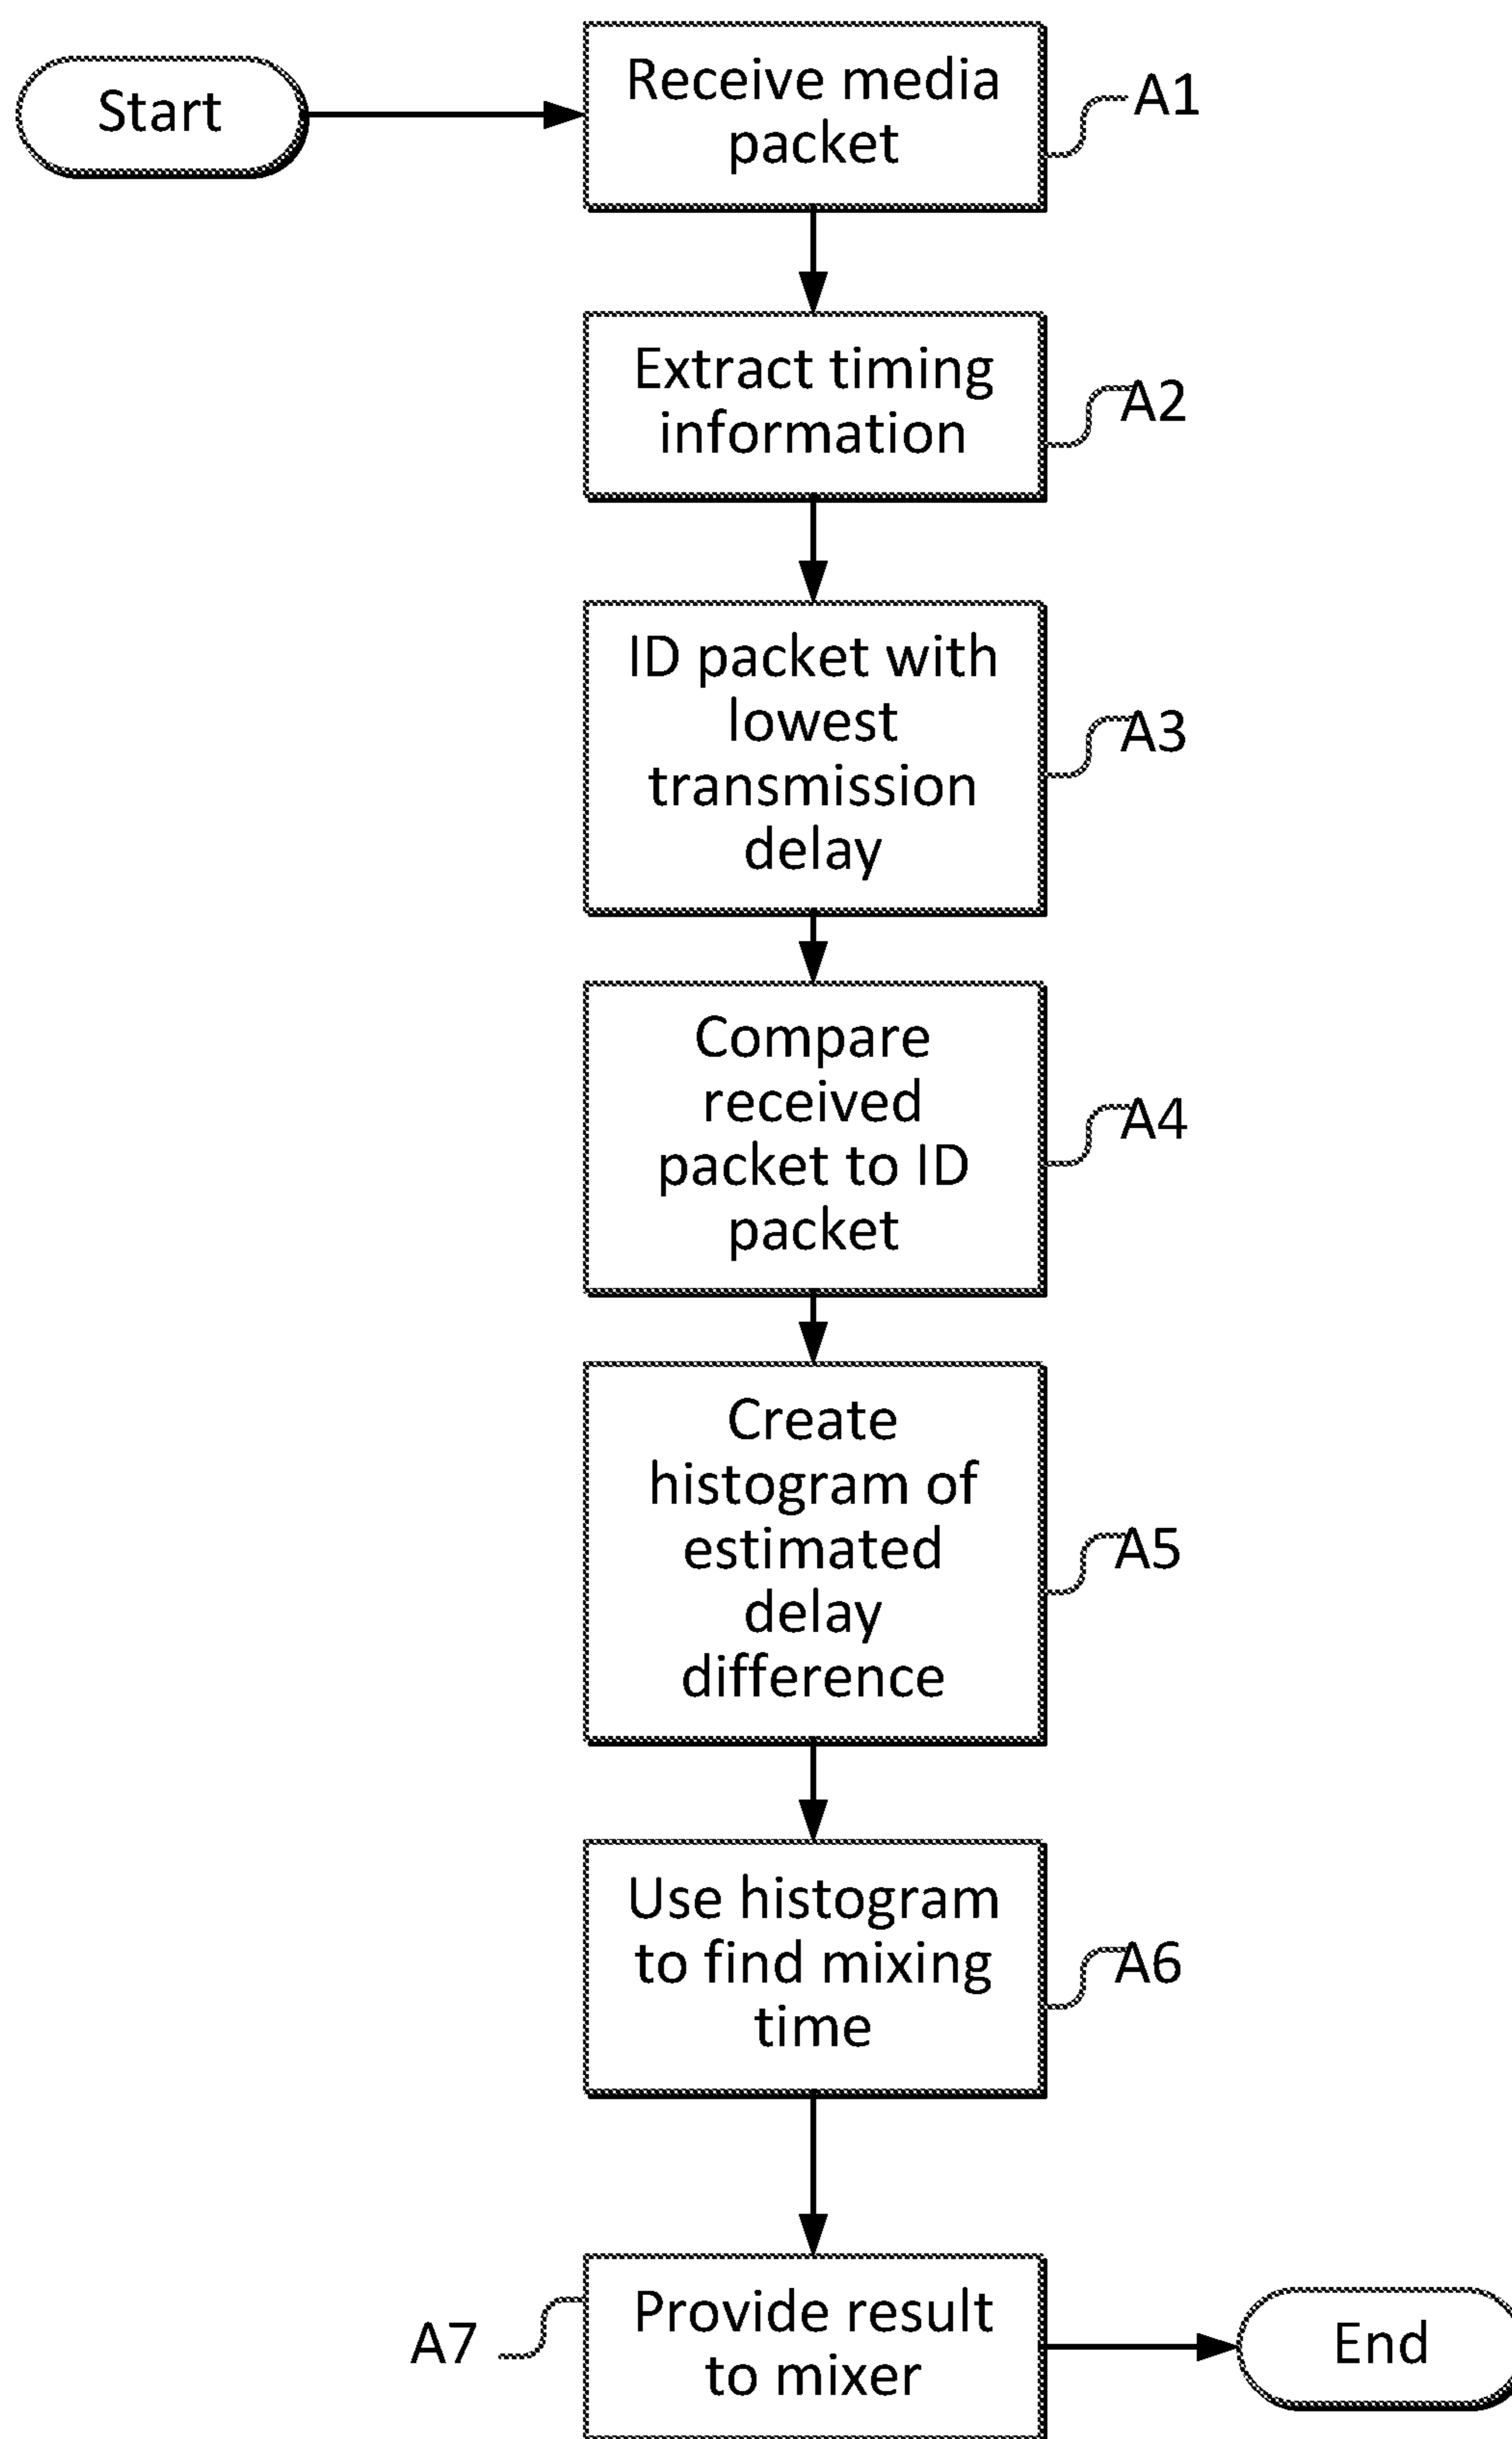 Start
Receive media
packet
A1
Extract timing
information
A2
ID packet with
lowest
transmission
delay
A3
Compare
received
packet to ID
packet
A4
Create
histogram of
estimated
delay
difference
A5
Use histogram
to find mixing
time
A6
A7
Provide result
to mixer
End